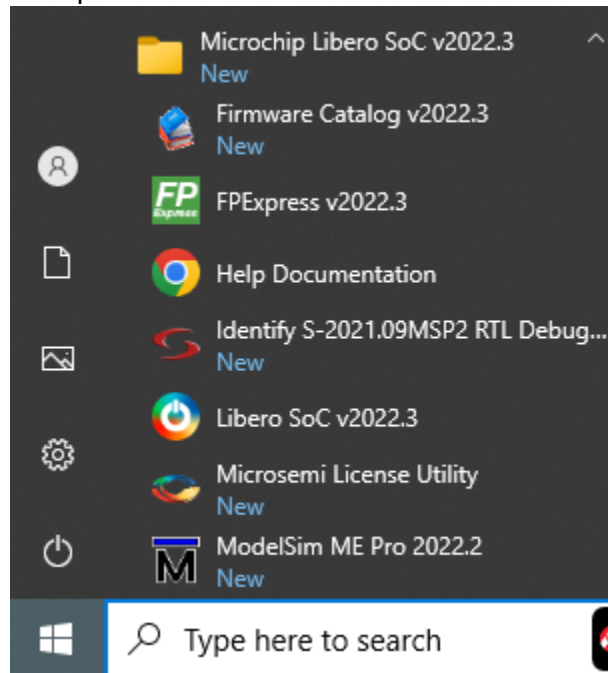 Microchip Libero SoC v2022.3
New
Firmware Catalog v2022.3
New
FP
Express
FPExpress v2022.3
Help Documentation
Identify S-2021.09MSP2 RTL Debug...
New
Libero SoC v2022.3
Microsemi License Utility
New
M
ModelSim ME Pro 2022.2
New
Type here to search